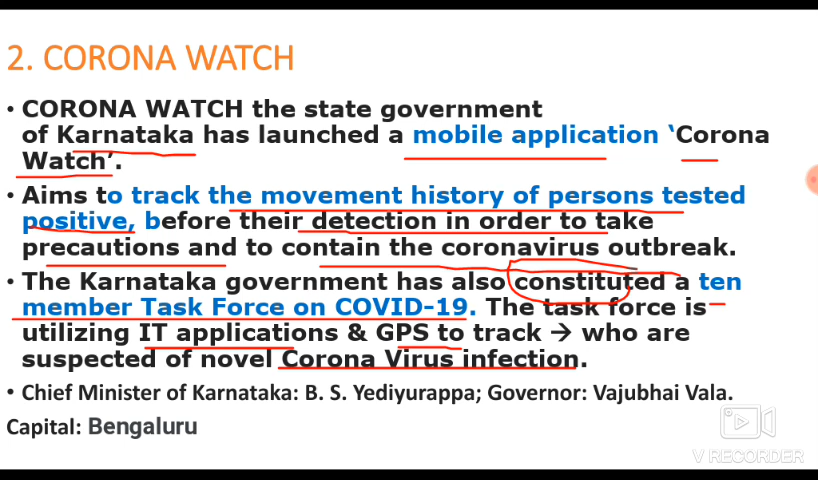 2. CORONA WATCH
• CORONA WATCH the state government
of Karnataka has launched a mobile application ‘Corona
Watch’.
• Aims to track the movement history of persons tested
positive, before their detection in order to take
precautions and to contain the coronavirus outbreak.
• The Karnataka government has also constituted a ten
member Task Force on COVID-19. The task force is
utilizing IT applications & GPS to track → who are
suspected of novel Corona Virus infection.
• Chief Minister of Karnataka: B. S. Yediyurappa; Governor: Vajubhai Vala.
Capital: Bengaluru
V RECORDER